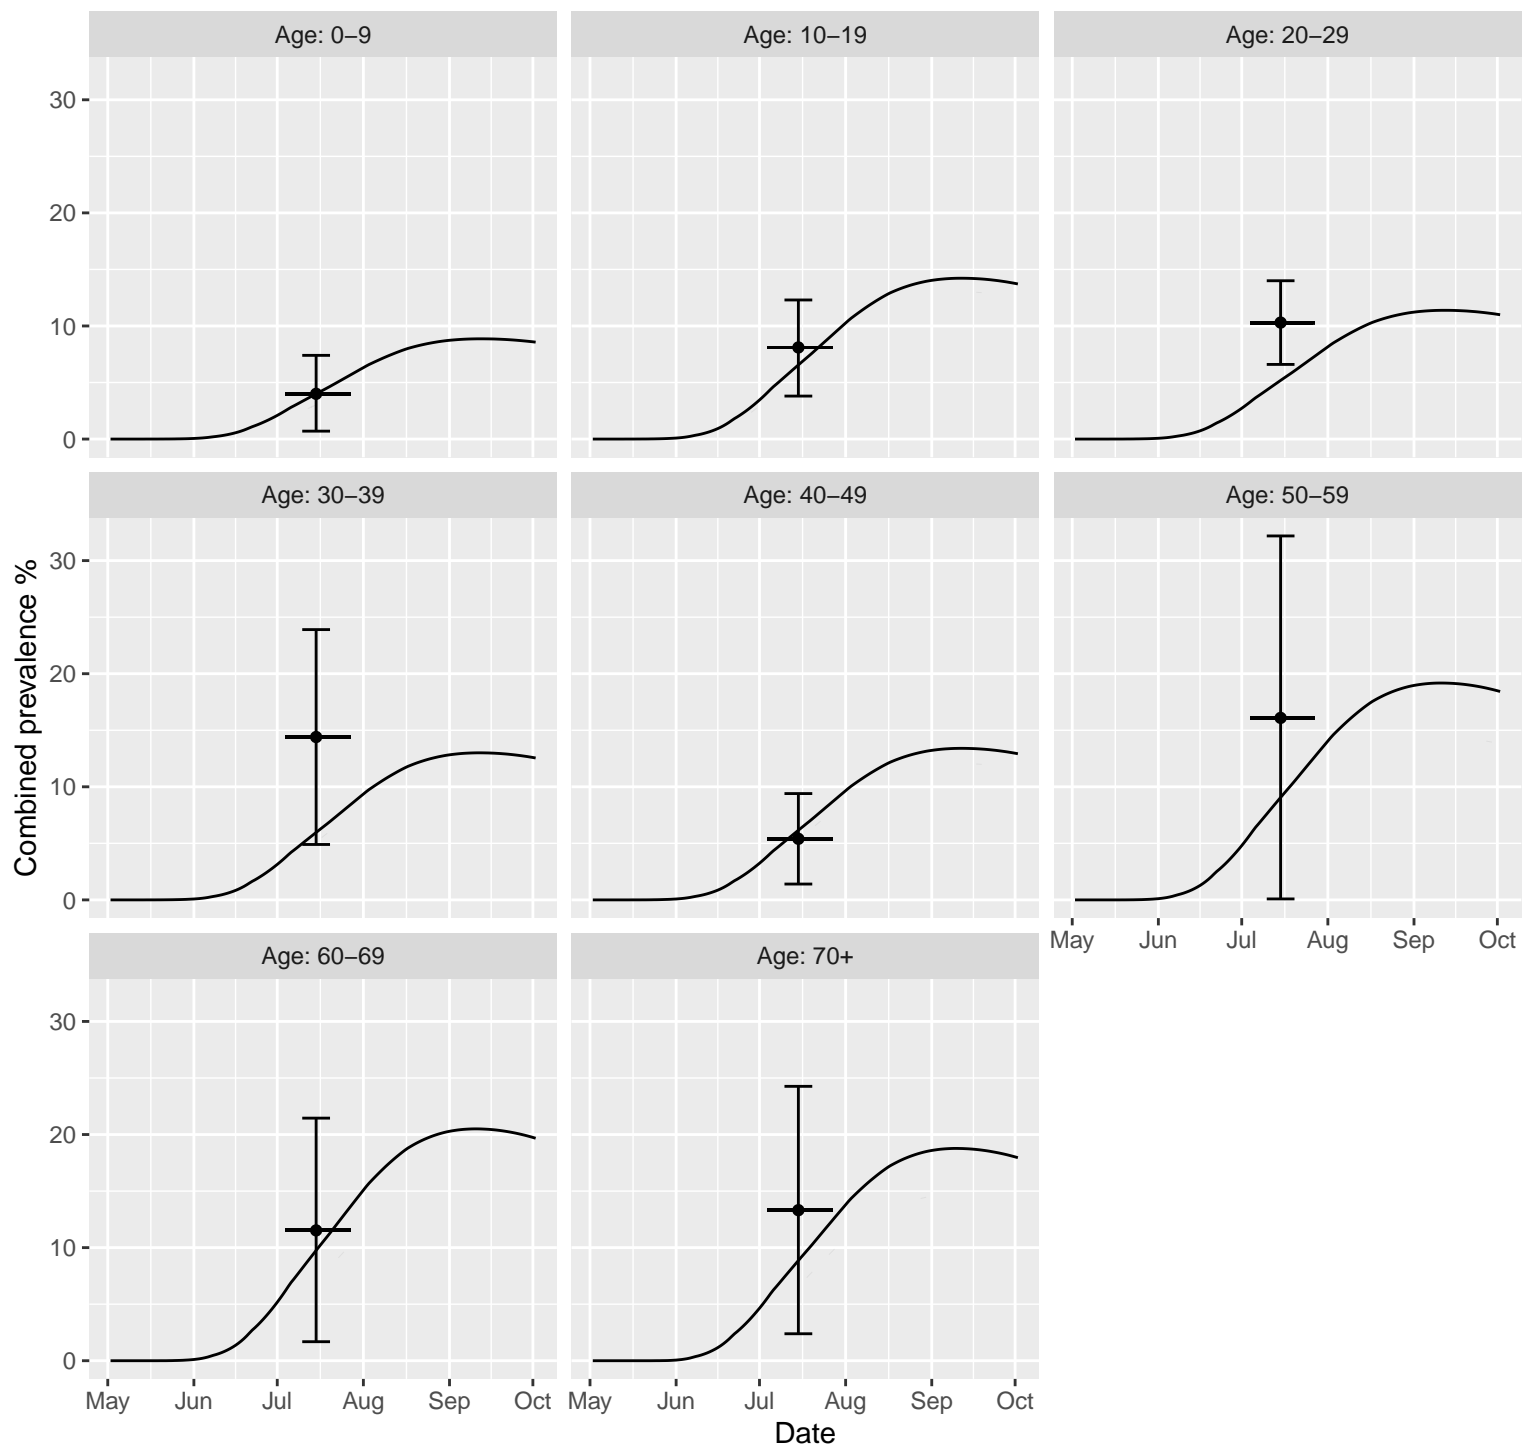 Age: 0−9
Age: 10−19
Age: 20−29
30
20
10
0
Age: 30−39
Age: 40−49
Age: 50−59
Combined prevalence %
30
20
10
0
May Jun Jul Aug Sep Oct
Age: 60−69
Age: 70+
30
20
10
0
May Jun Jul Aug Sep Oct
May Jun Jul Aug Sep Oct
Date